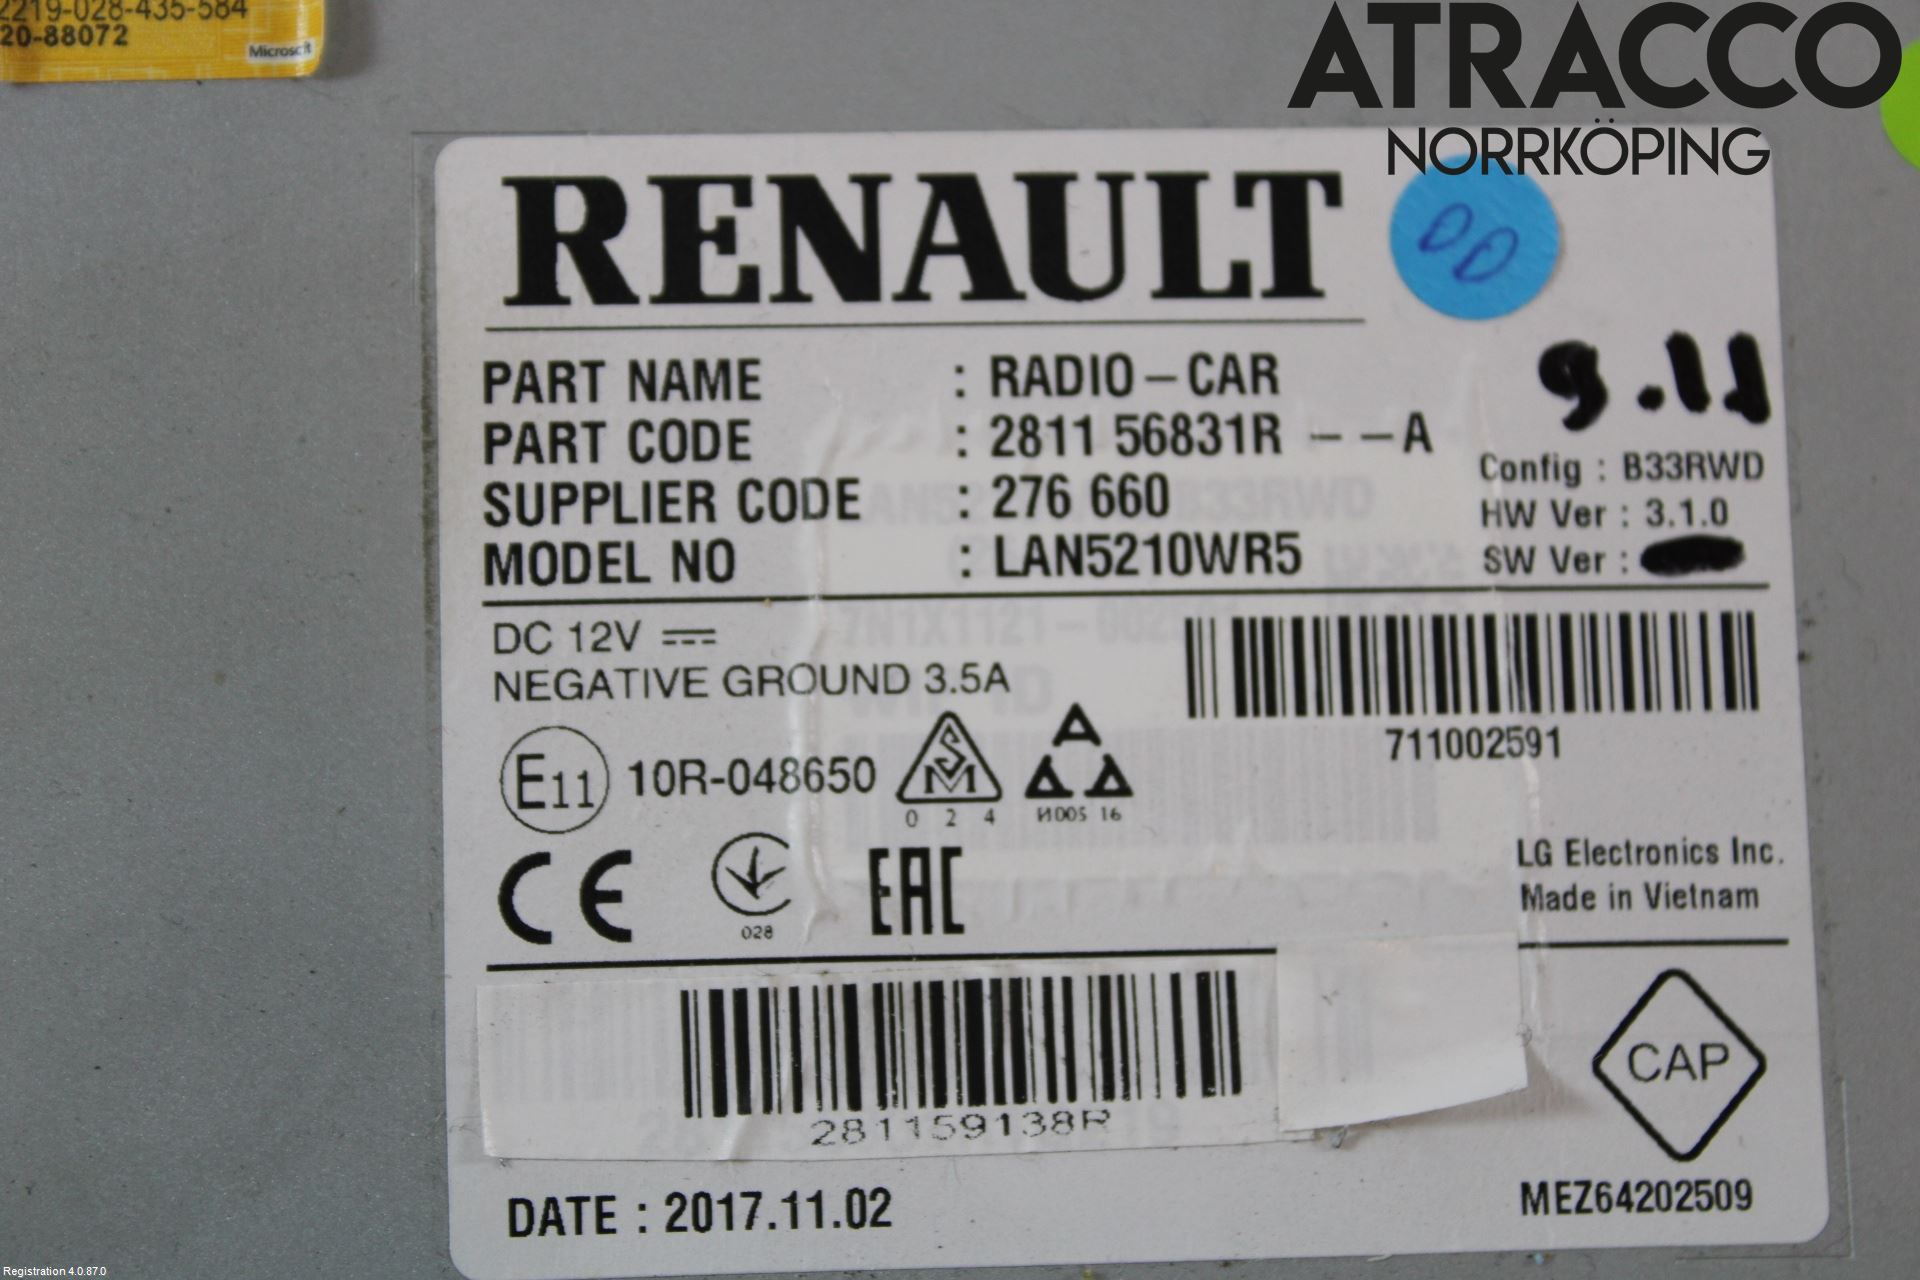 2219-028-435-584
20-88072
Microsoft
ATRACCO
NORRKÖPING
RENAULT
PART NAME : RADIO-CAR
PART CODE : 2811 56831R --A
SUPPLIER CODE : 276 660
MODEL NO : LAN5210WR5
9.11
Config : B33RWD
HW Ver : 3.1.0
SW Ver :
DC 12V
NEGATIVE GROUND 3.5A
711002591
E11 10R-048650
SM
0 2 4
A
И005 16
CE
028
EAC
LG Electronics Inc.
Made in Vietnam
281159138R
CAP
DATE : 2017.11.02
MEZ64202509
Registration 4.0.87.0